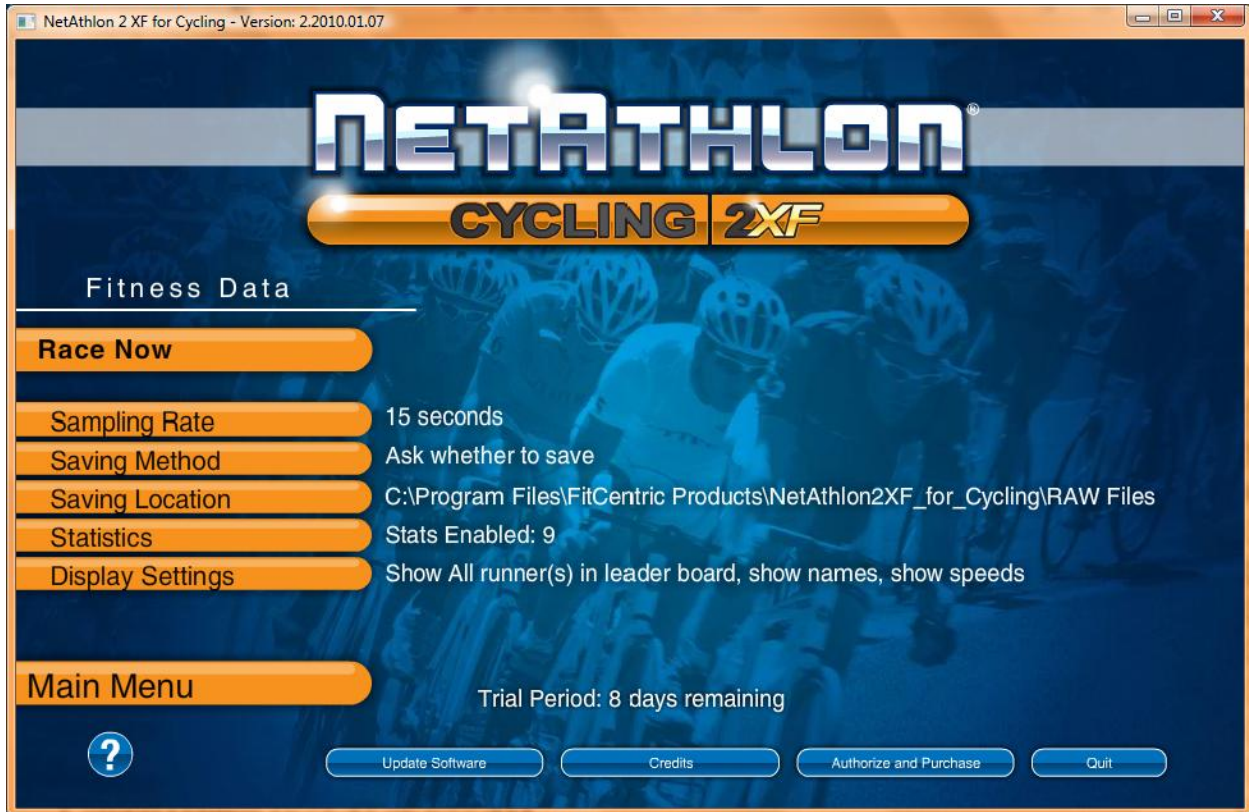 NetAthlon 2 XF for Cycling - Version: 2.2010.01.07
NETATHLON®
CYCLING 2XF
Fitness Data
Race Now
Sampling Rate 15 seconds
Saving Method Ask whether to save
Saving Location C:\Program Files\FitCentric Products\NetAthlon2XF_for_Cycling\RAW Files
Statistics Stats Enabled: 9
Display Settings Show All runner(s) in leader board, show names, show speeds
Main Menu
Trial Period: 8 days remaining
? Update Software Credits Authorize and Purchase Quit